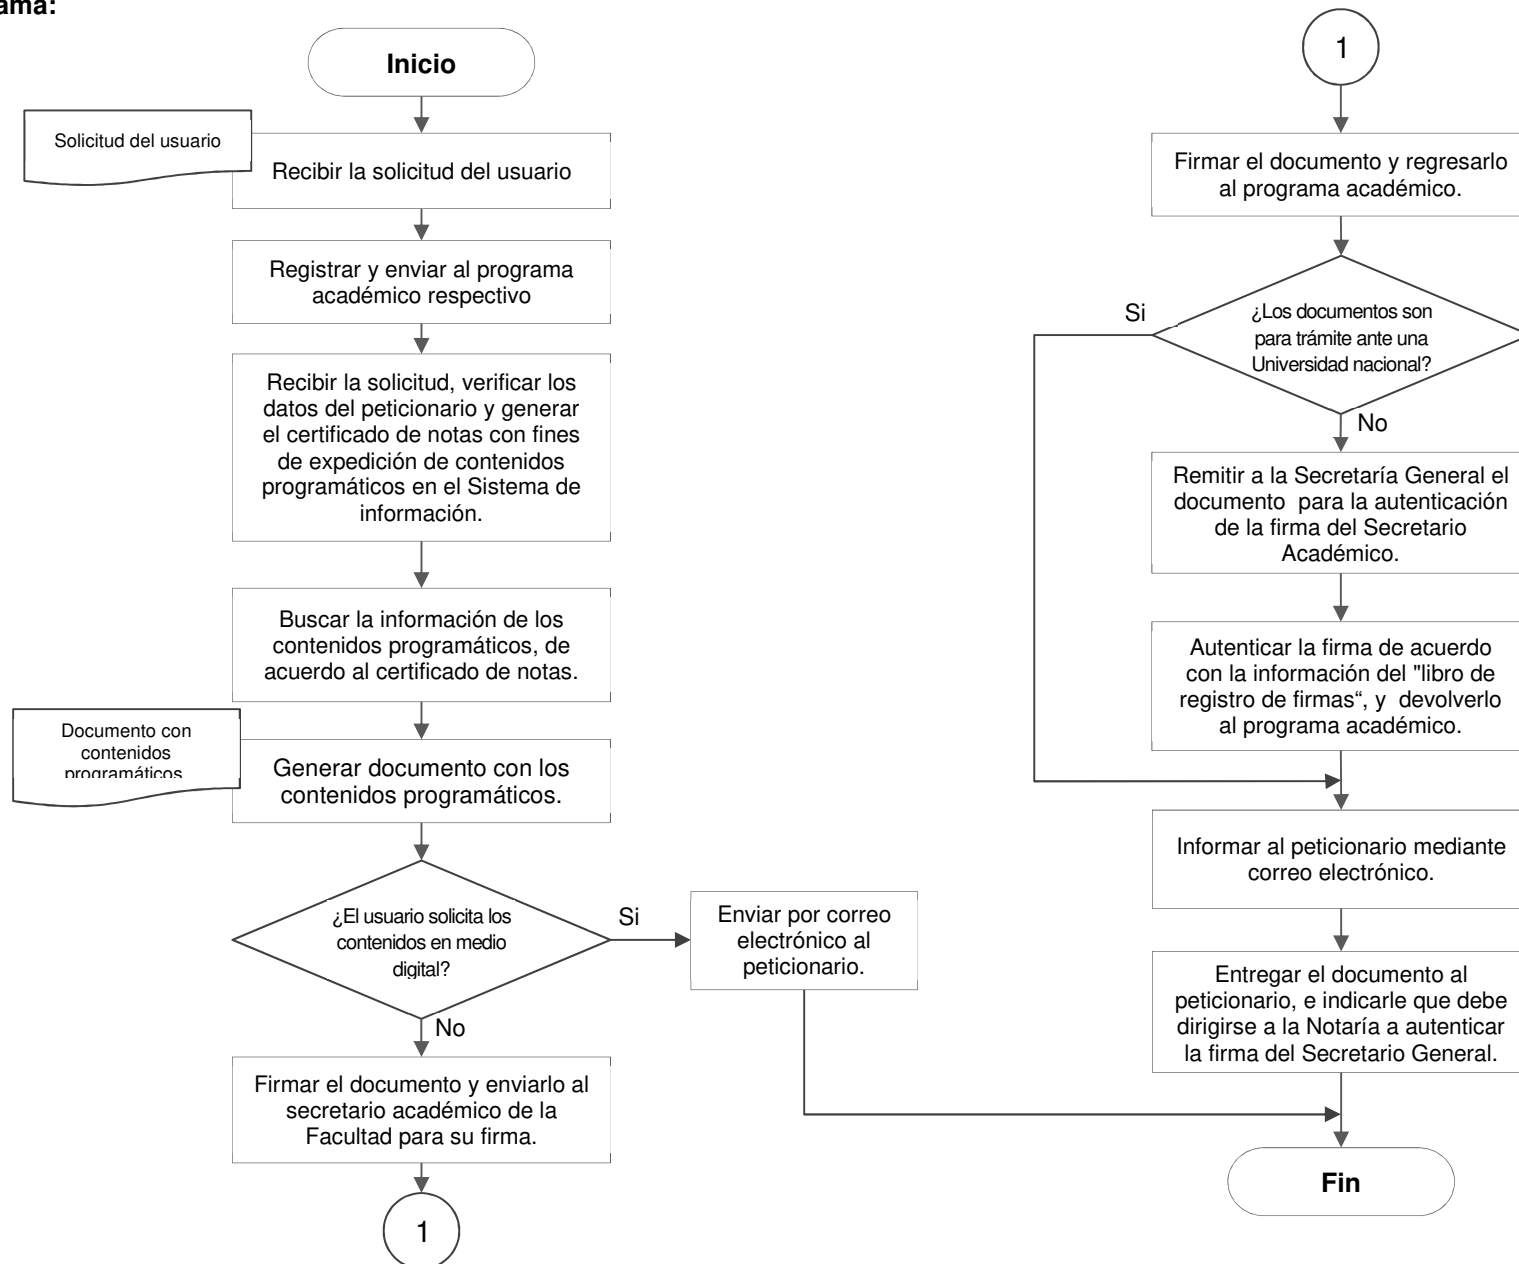 ama:
Inicio
Solicitud del usuario
Recibir la solicitud del usuario
Registrar y enviar al programa
académico respectivo
Recibir la solicitud, verificar los
datos del peticionario y generar
el certificado de notas con fines
de expedición de contenidos
programáticos en el Sistema de
información.
Buscar la información de los
contenidos programáticos, de
acuerdo al certificado de notas.
Documento con
contenidos
programáticos
Generar documento con los
contenidos programáticos.
¿El usuario solicita los
contenidos en medio
digital?
Si
Enviar por correo
electrónico al
peticionario.
No
Firmar el documento y enviarlo al
secretario académico de la
Facultad para su firma.
1
1
Firmar el documento y regresarlo
al programa académico.
¿Los documentos son
para trámite ante una
Universidad nacional?
Si
No
Remitir a la Secretaría General el
documento  para la autenticación
de la firma del Secretario
Académico.
Autenticar la firma de acuerdo
con la información del "libro de
registro de firmas“, y  devolverlo
al programa académico.
Informar al peticionario mediante
correo electrónico.
Entregar el documento al
peticionario, e indicarle que debe
dirigirse a la Notaría a autenticar
la firma del Secretario General.
Fin